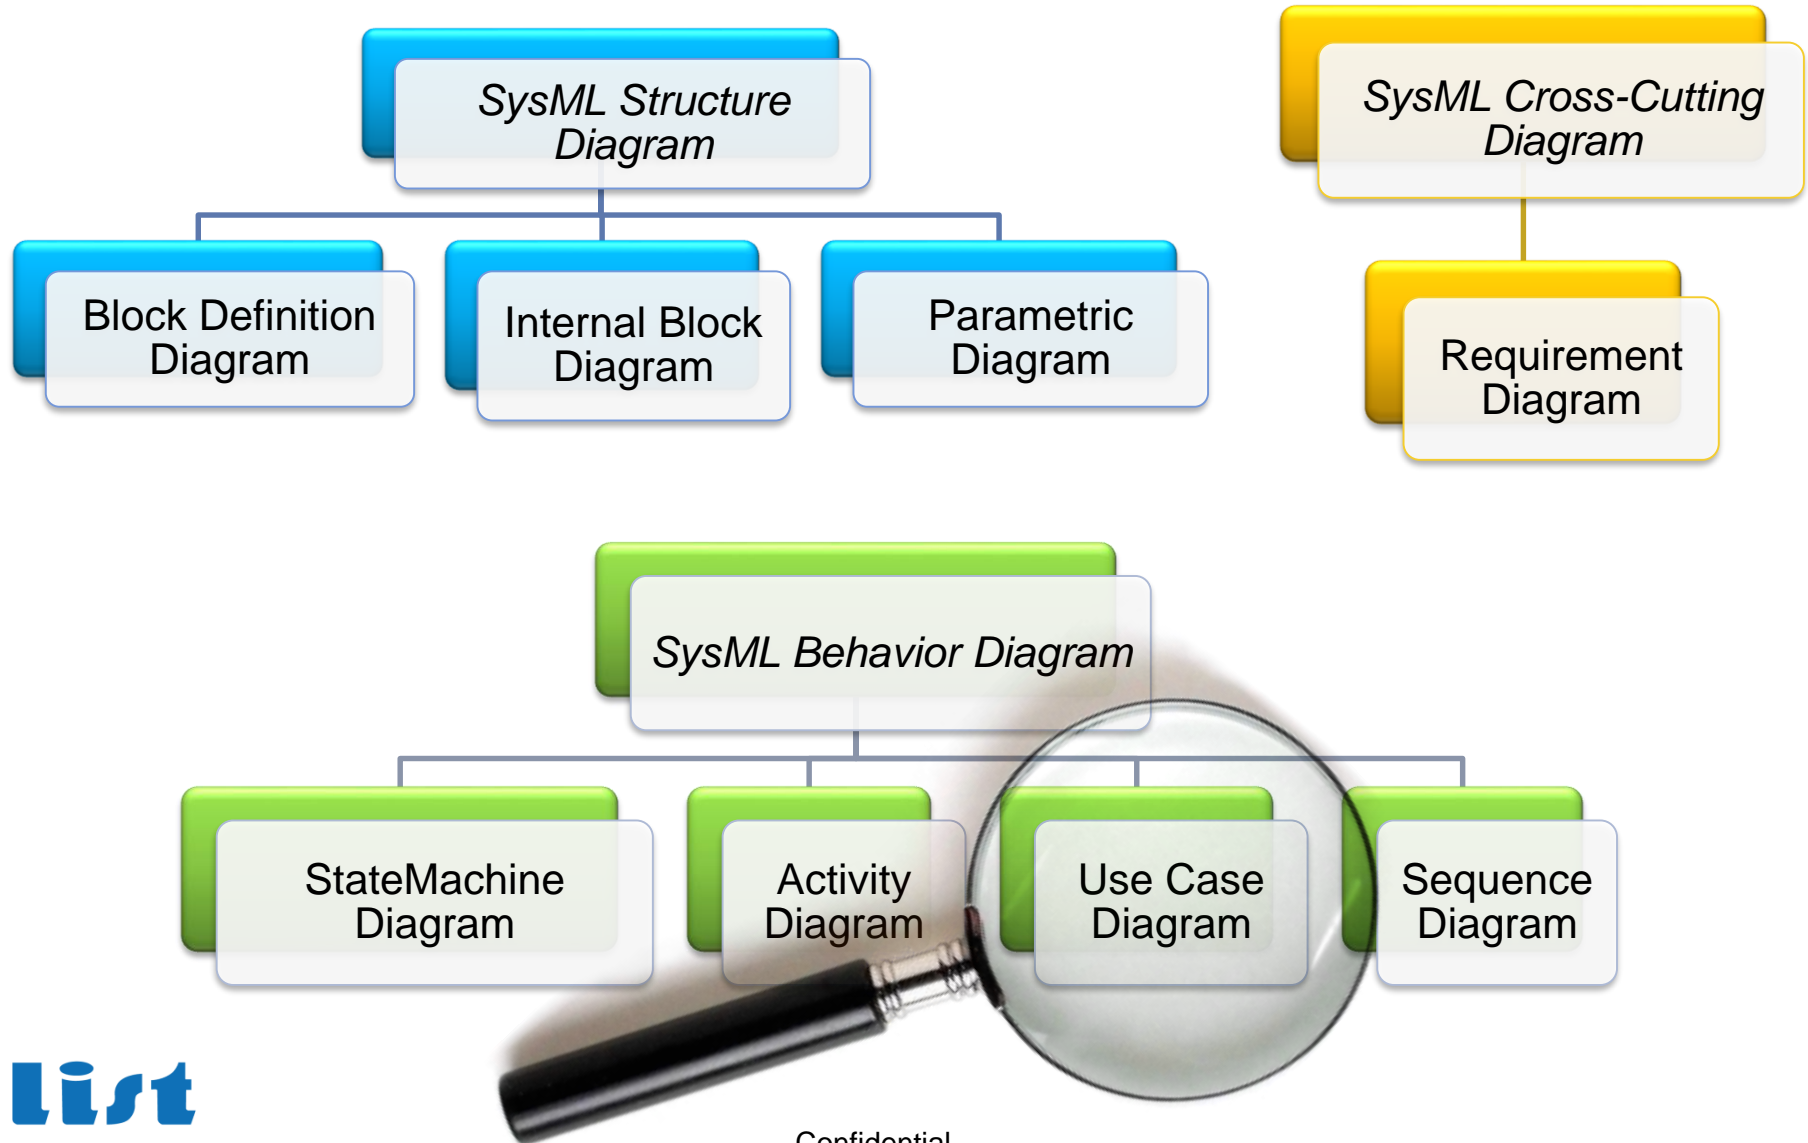 SysML Structure
Diagram
SysML Cross-Cutting
Diagram
Block Definition
Diagram
Internal Block
Diagram
Parametric
Diagram
Requirement
Diagram
SysML Behavior Diagram
StateMachine
Diagram
Activity
Diagram
Use Case
Diagram
Sequence
Diagram
list
Confidential